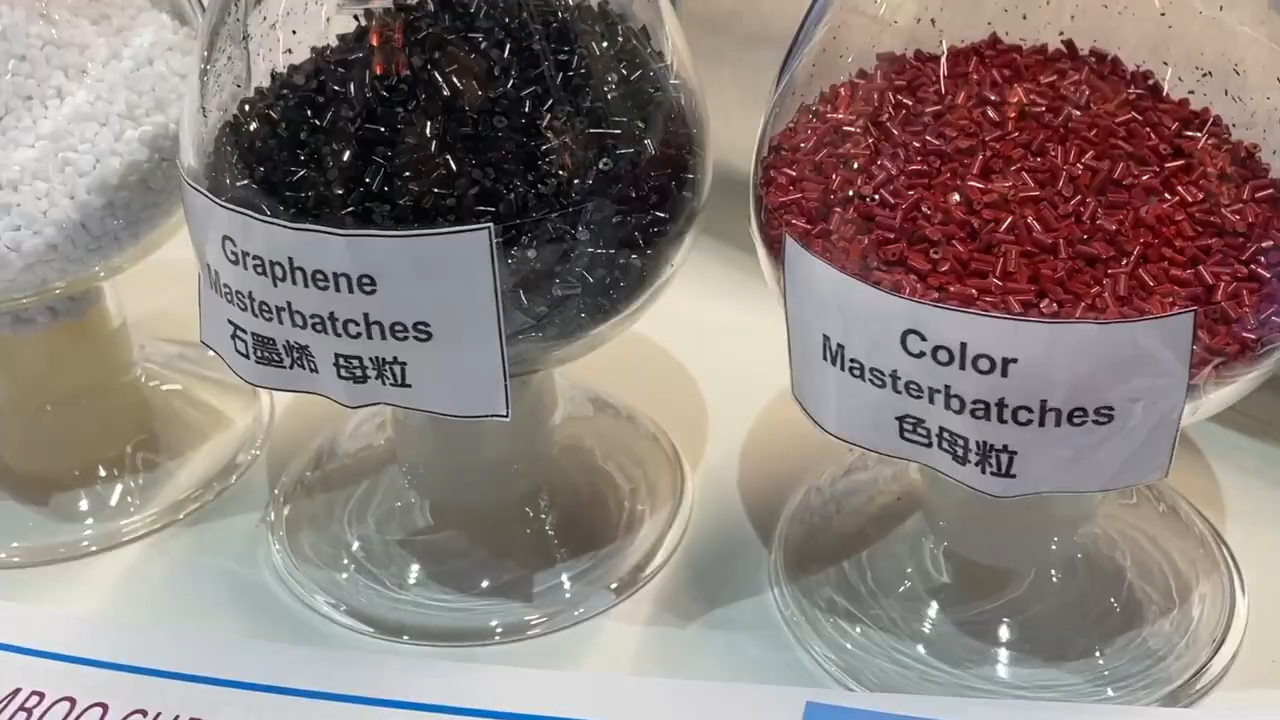 Graphene
Masterbatches
石墨烯 母粒
Color
Masterbatches
色母粒